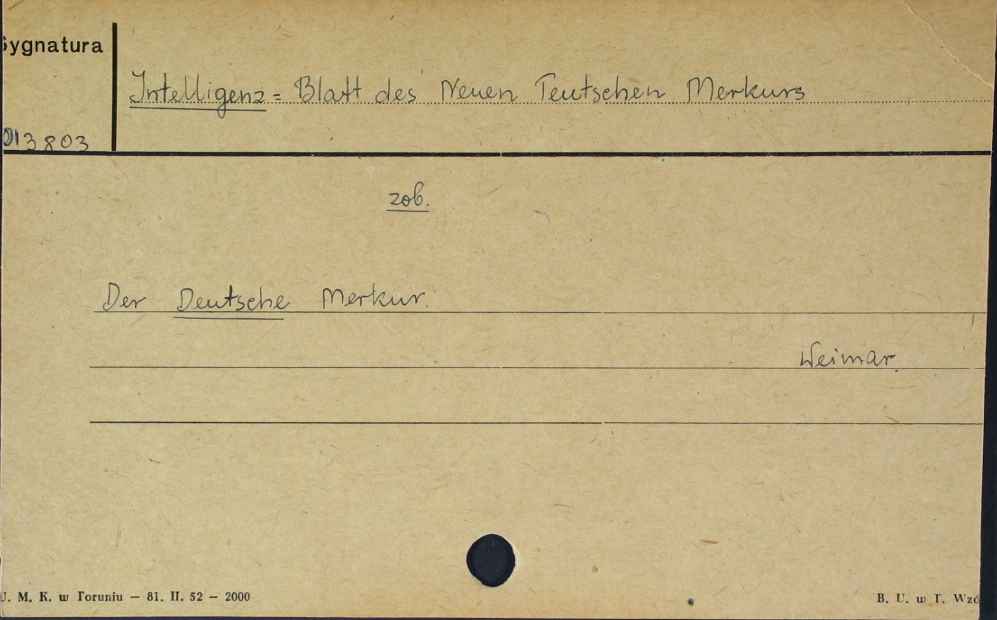 Sygnatura
Intelligenz = Blatt des Neuen Teutschen Merkurs
013803
zob.
Der Deutsche Merkur.
Weimar.
U. M. K. w Toruniu — 81. II. 52 — 2000
B. U. w T. Wzó